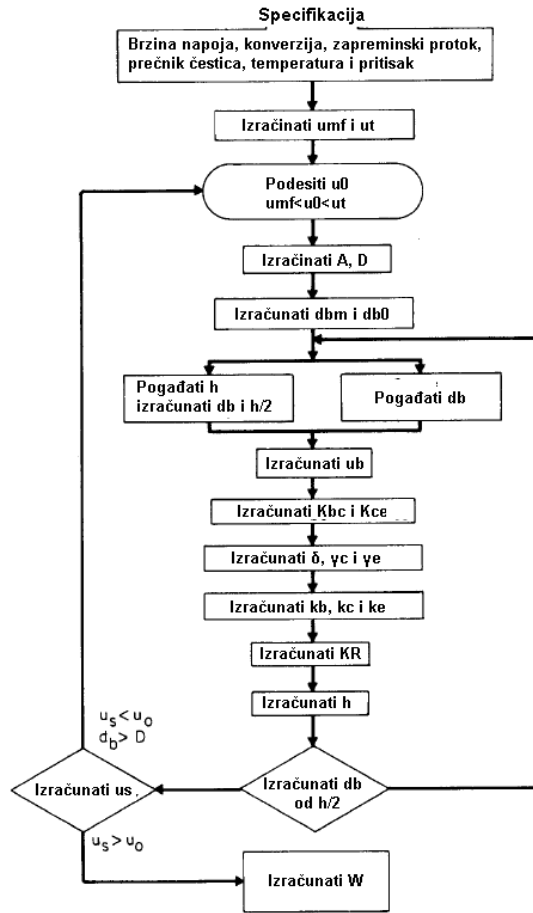 Specifikacija
Brzina napoja, konverzija, zapreminski protok,
prečnik čestica, temperatura i pritisak
Izračinati umf i ut
Podesiti u0
umf<u0<ut
Izračinati A, D
Izračunati dbm i db0
Pogađati h
izračunati db i h/2
Pogađati db
Izračunati ub
Izračunati Kbc i Kce
Izračunati δ, γc i γe
Izračunati kb, kc i ke
Izračunati KR
Izračunati h
Izračunati db
od h/2
us<uo
db> D
Izračunati us.
us>uo
Izračunati W